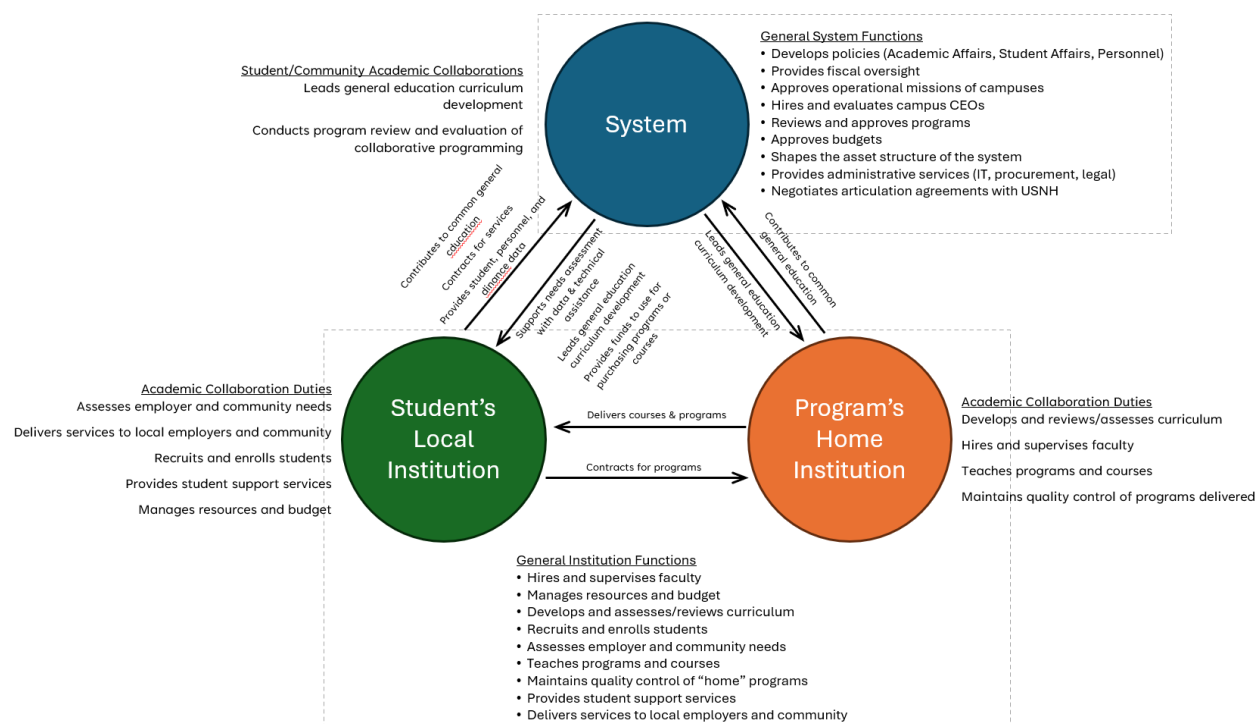 General System Functions
• Develops policies (Academic Affairs, Student Affairs, Personnel)
• Provides fiscal oversight
• Approves operational missions of campuses
• Hires and evaluates campus CEOs
• Reviews and approves programs
• Approves budgets
• Shapes the asset structure of the system
• Provides administrative services (IT, procurement, legal)
• Negotiates articulation agreements with USNH
Student/Community Academic Collaborations
Leads general education curriculum
development
Conducts program review and evaluation of
collaborative programming
System
Contributes to common general
education
Contracts for services
Provides student, personnel, and
dinance data
Supports needs assessment
with data & technical
assistance
Leads general education
curriculum development
Provides funds to use for
purchasing programs or
courses
Leads general education
curriculum development
Contributes to common
general education
Academic Collaboration Duties
Assesses employer and community needs
Delivers services to local employers and community
Recruits and enrolls students
Provides student support services
Manages resources and budget
Student's
Local
Institution
Delivers courses & programs
Contracts for programs
Program's
Home
Institution
Academic Collaboration Duties
Develops and reviews/assesses curriculum
Hires and supervises faculty
Teaches programs and courses
Maintains quality control of programs delivered
General Institution Functions
• Hires and supervises faculty
• Manages resources and budget
• Develops and assesses/reviews curriculum
• Recruits and enrolls students
• Assesses employer and community needs
• Teaches programs and courses
• Maintains quality control of “home” programs
• Provides student support services
• Delivers services to local employers and community